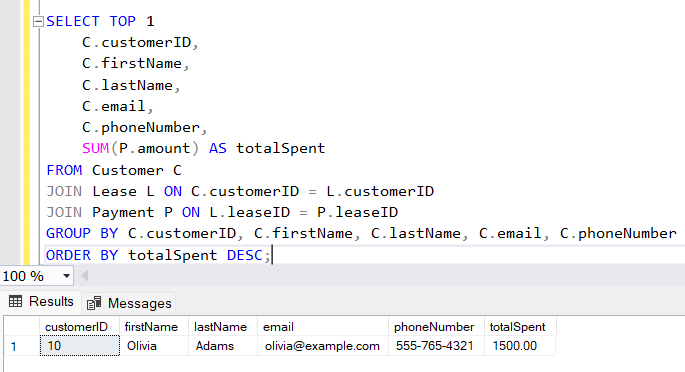 SELECT TOP 1
C.customerID,
C.firstName,
C.lastName,
C.email,
C.phoneNumber,
SUM(P.amount) AS totalSpent
FROM Customer C
JOIN Lease L ON C.customerID = L.customerID
JOIN Payment P ON L.leaseID = P.leaseID
GROUP BY C.customerID, C.firstName, C.lastName, C.email, C.phoneNumber
ORDER BY totalSpent DESC;
100 %
Results Messages
customerID firstName lastName email phoneNumber totalSpent
1 10 Olivia Adams olivia@example.com 555-765-4321 1500.00